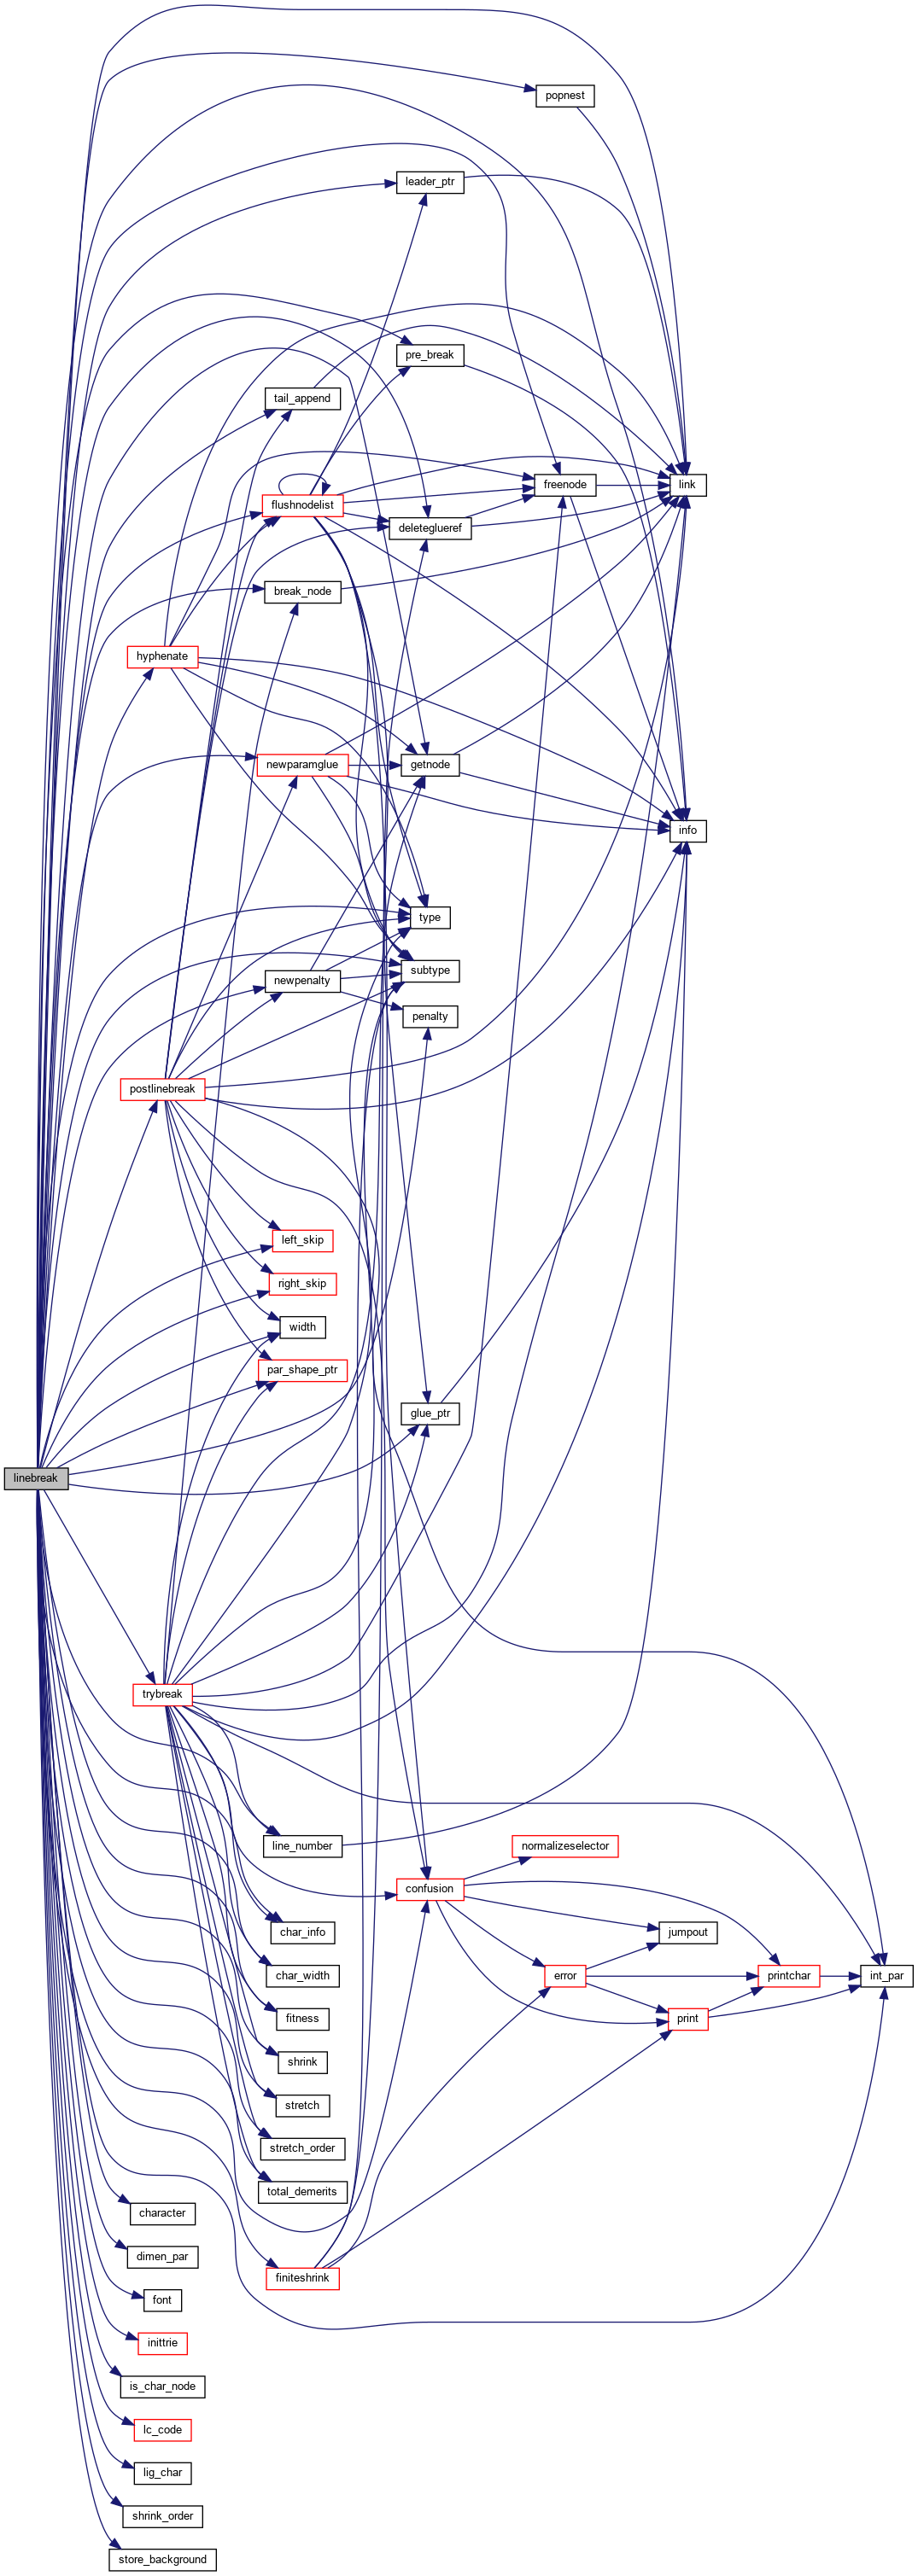 popnest
leader_ptr
pre_break
tail_append
link
freenode
flushnodelist
deleteglueref
break_node
hyphenate
newparamglue
getnode
info
type
subtype
newpenalty
penalty
postlinebreak
left_skip
right_skip
width
par_shape_ptr
glue_ptr
linebreak
trybreak
line_number
normalizeselector
confusion
char_info
jumpout
char_width
error
printchar
int_par
fitness
print
shrink
stretch
stretch_order
total_demerits
character
dimen_par
finiteshrink
font
inittrie
is_char_node
lc_code
lig_char
shrink_order
store_background